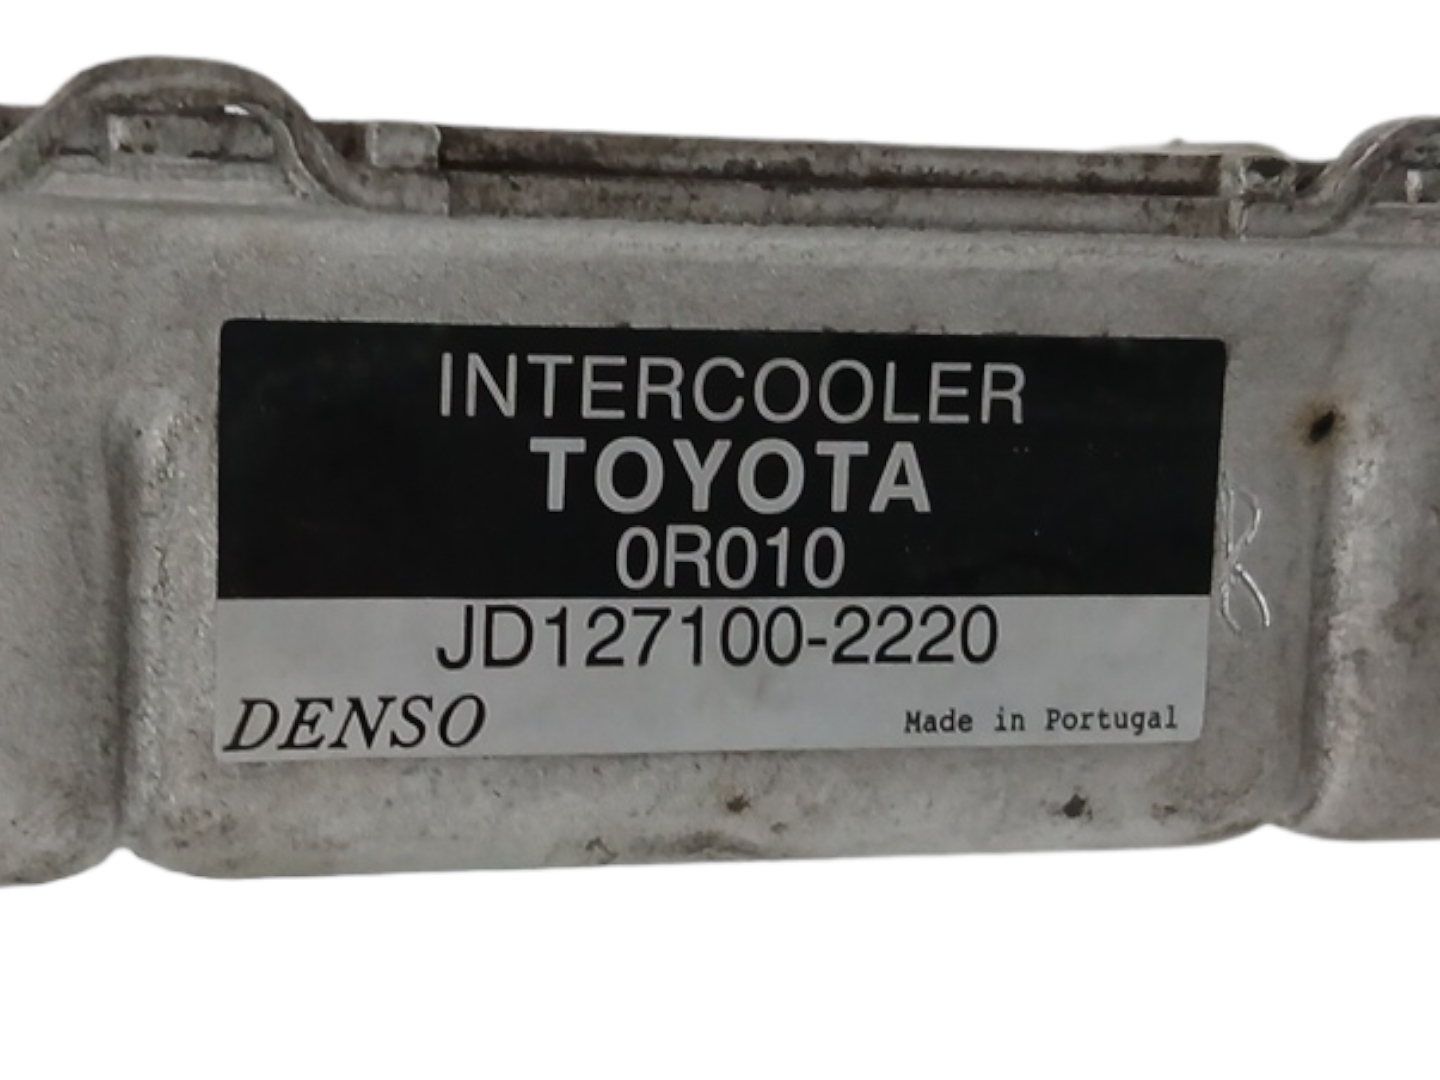 INTERCOOLER
TOYOTA
0R010
JD127100-2220
DENSO
Made in Portugal